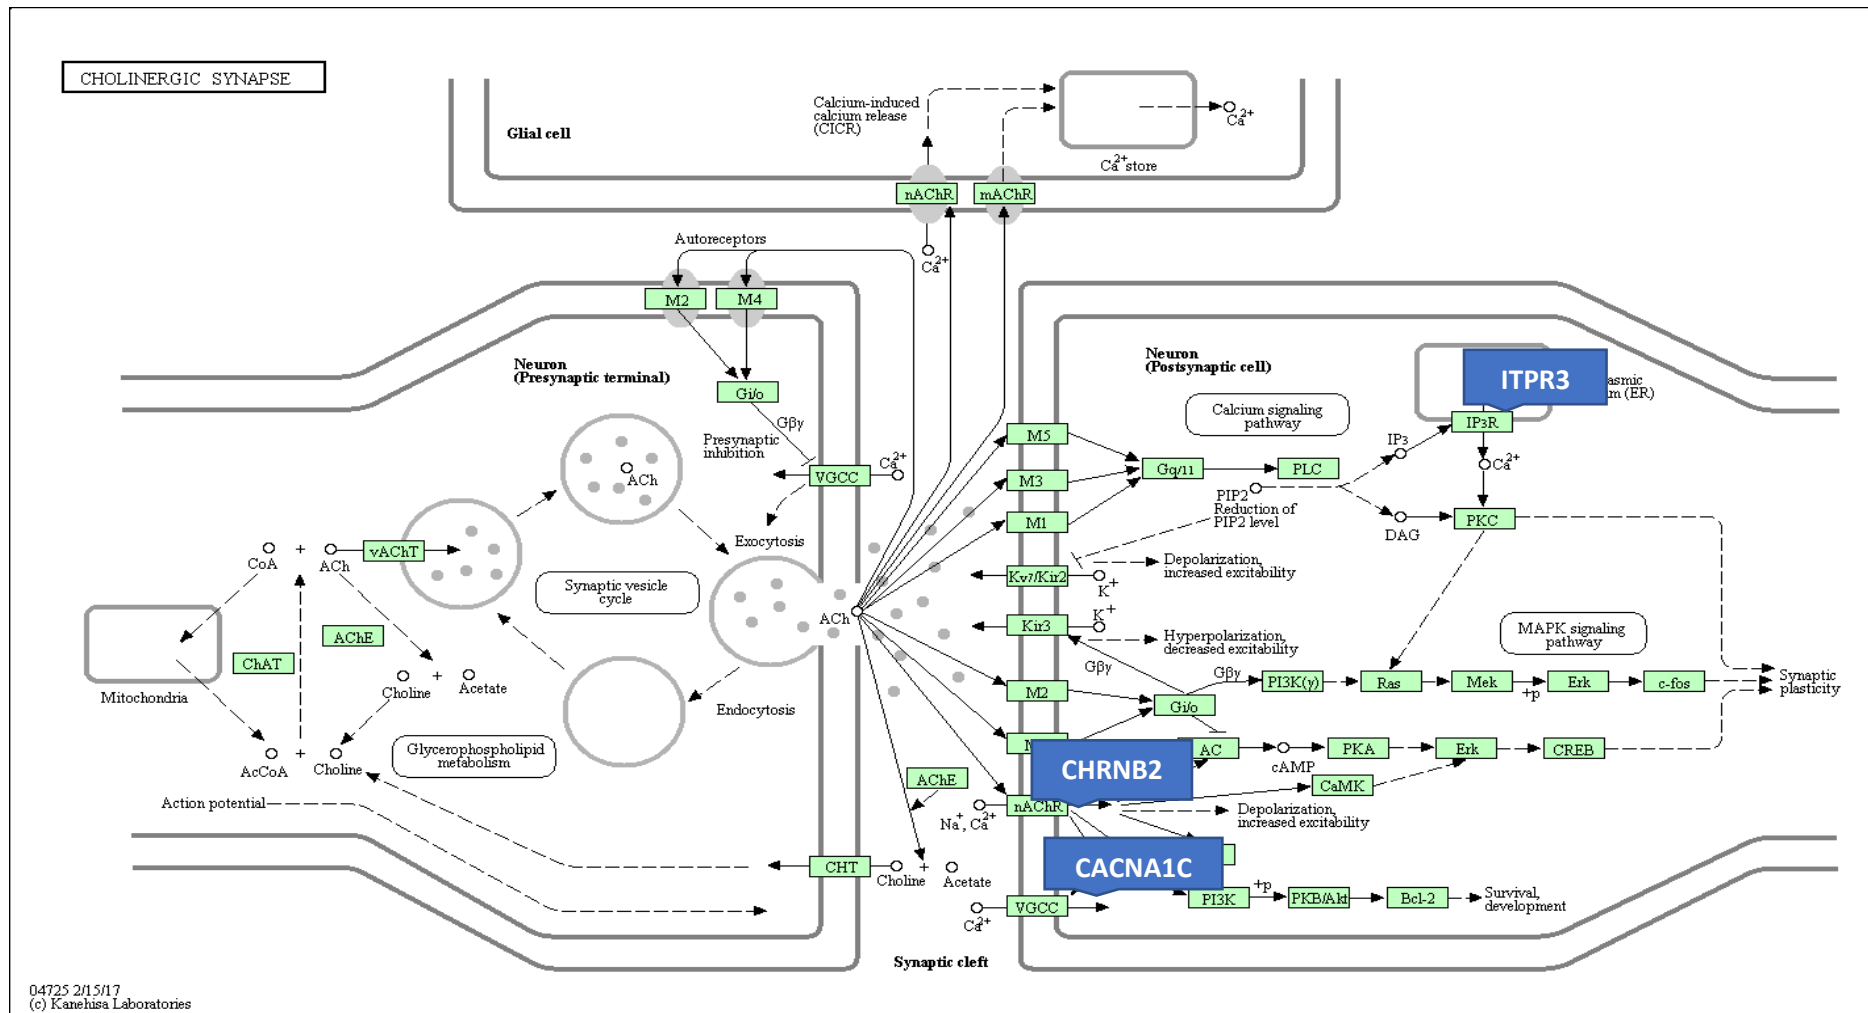 CHOLINERGIC SYNAPSE
Glial cell
Calcium-induced
calcium release
(CICR)
Ca2+
Ca2+ store
nAChR
mAChR
Ca2+
Autoreceptors
M2
M4
Neuron
(Presynaptic terminal)
Gi/o
Gβγ
Presynaptic
inhibition
Ca2+
VGCC
ACh
Exocytosis
CoA
+
ACh
vAChT
Synaptic vesicle
cycle
ACh
AChE
ChAT
Mitochondria
Choline
+
Acetate
Endocytosis
AcCoA
+
Choline
Glycerophospholipid
metabolism
Action potential
AChE
CHT
Choline
+
Acetate
Neuron
(Postsynaptic cell)
ITPR3
asmic
m (ER)
Calcium signaling
pathway
IP3R
IP3
Ca2+
M5
M3
M1
Gq/11
PLC
PIP2
Reduction of
PIP2 level
DAG
PKC
Depolarization,
increased excitability
Kv7/Kir2
K+
K+
Kir3
Hyperpolarization,
decreased excitability
MAPK signaling
pathway
Gβγ
Gβγ
PI3K(γ)
Ras
Mek
+p
Erk
c-fos
Synaptic
plasticity
M2
Gi/o
CHRNB2
AC
cAMP
PKA
Erk
CREB
CaMK
nAChR
Na+, Ca2+
Depolarization,
increased excitability
CACNA1C
VGCC
Ca2+
PI3K
+p
PKB/Akt
Bcl-2
Survival,
development
Synaptic cleft
04725 2/15/17
(c) Kanehisa Laboratories